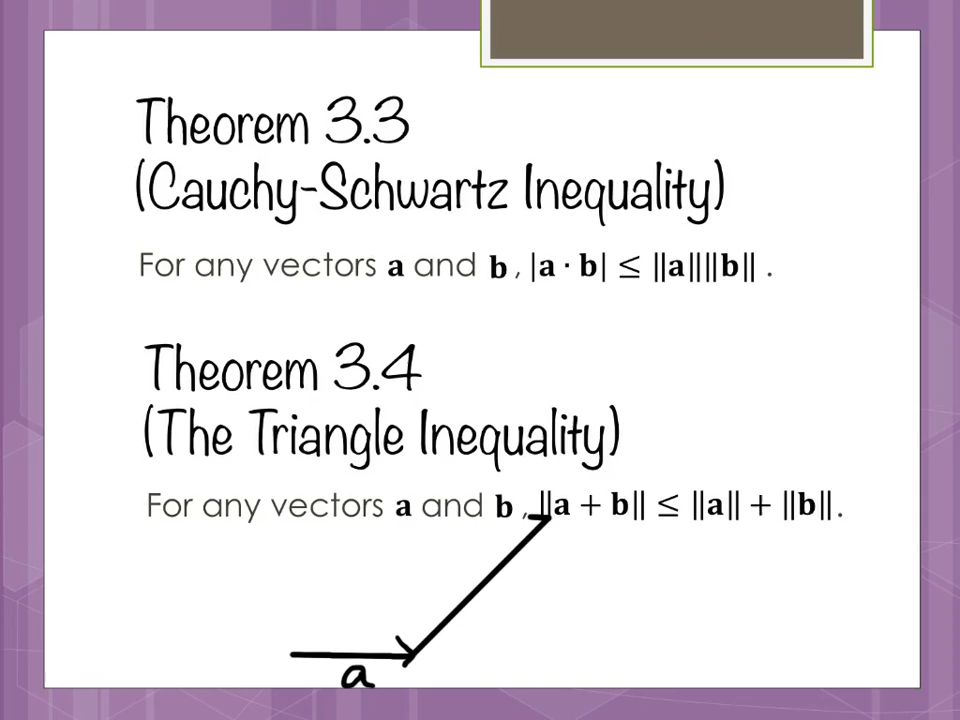 Theorem 3.3
(Cauchy-Schwartz Inequality)
For any vectors a and b , |a · b| ≤ ‖a‖‖b‖ .
Theorem 3.4
(The Triangle Inequality)
For any vectors a and b , ‖a + b‖ ≤ ‖a‖ + ‖b‖.
a